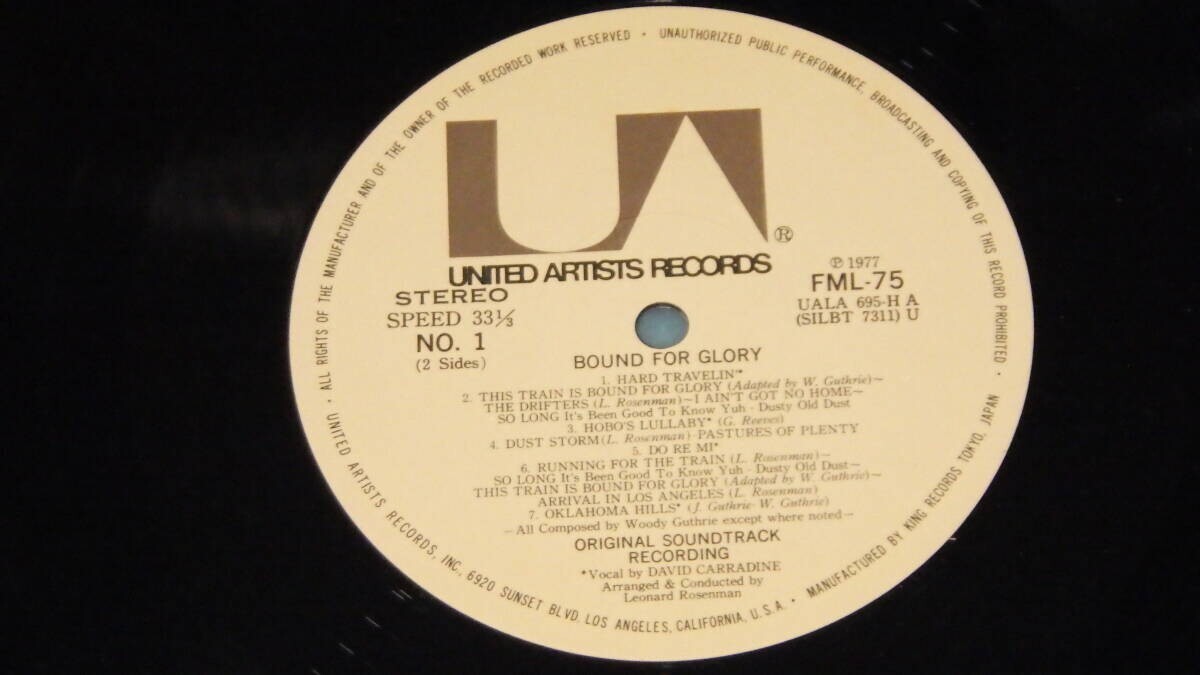 UNITED ARTISTS RECORDS, INC. 6920 SUNSET BLVD. LOS ANGELES, CALIFORNIA, U.S.A. · MANUFACTURED BY KING RECORDS TOKYO, JAPAN
· ALL RIGHTS OF THE MANUFACTURER AND OF THE OWNER OF THE RECORDED WORK RESERVED · UNAUTHORIZED PUBLIC PERFORMANCE, BROADCASTING AND COPYING OF THIS RECORD PROHIBITED ·
UA ®
UNITED ARTISTS RECORDS
STEREO
SPEED 33⅓
NO. 1
(2 Sides)
℗ 1977
FML-75
UALA 695-H A
(SILBT 7311) U
BOUND FOR GLORY
1. HARD TRAVELIN'*
2. THIS TRAIN IS BOUND FOR GLORY (Adapted by W. Guthrie)~
THE DRIFTERS (L. Rosenman)~I AIN'T GOT NO HOME~
SO LONG It's Been Good To Know Yuh · Dusty Old Dust
3. HOBO'S LULLABY* (G. Reeves)
4. DUST STORM (L. Rosenman)·PASTURES OF PLENTY
5. DO RE MI*
6. RUNNING FOR THE TRAIN (L. Rosenman)~
SO LONG It's Been Good To Know Yuh · Dusty Old Dust~
THIS TRAIN IS BOUND FOR GLORY (Adapted by W. Guthrie)~
ARRIVAL IN LOS ANGELES (L. Rosenman)
7. OKLAHOMA HILLS* (J. Guthrie·W. Guthrie)
~All Composed by Woody Guthrie except where noted~
ORIGINAL SOUNDTRACK
RECORDING
*Vocal by DAVID CARRADINE
Arranged & Conducted by
Leonard Rosenman